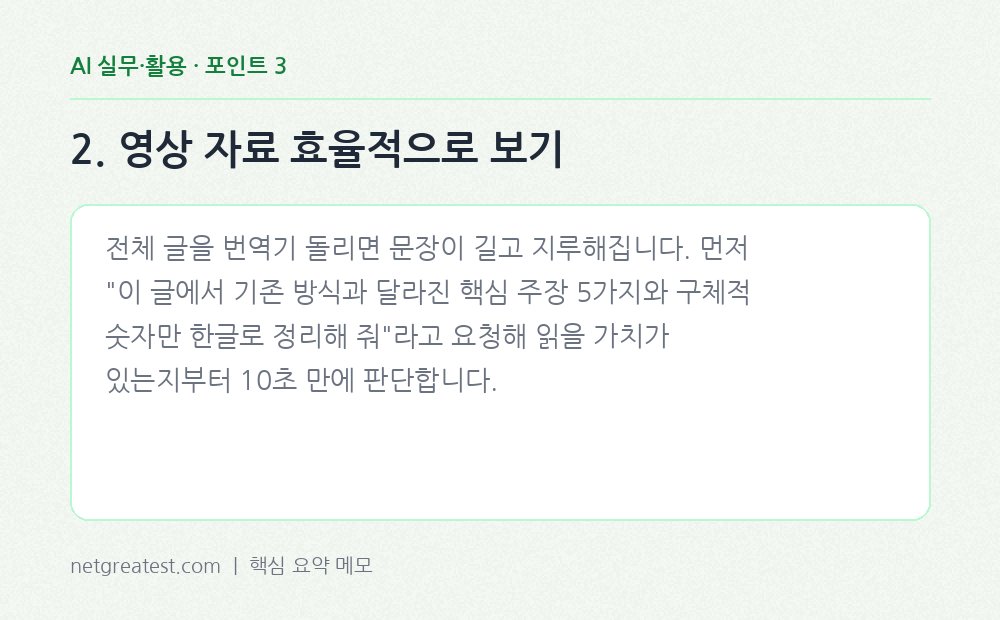 AI 실무·활용 · 포인트 3
2. 영상 자료 효율적으로 보기
전체 글을 번역기 돌리면 문장이 길고 지루해집니다. 먼저
"이 글에서 기존 방식과 달라진 핵심 주장 5가지와 구체적
숫자만 한글로 정리해 줘"라고 요청해 읽을 가치가
있는지부터 10초 만에 판단합니다.
netgreatest.com | 핵심 요약 메모